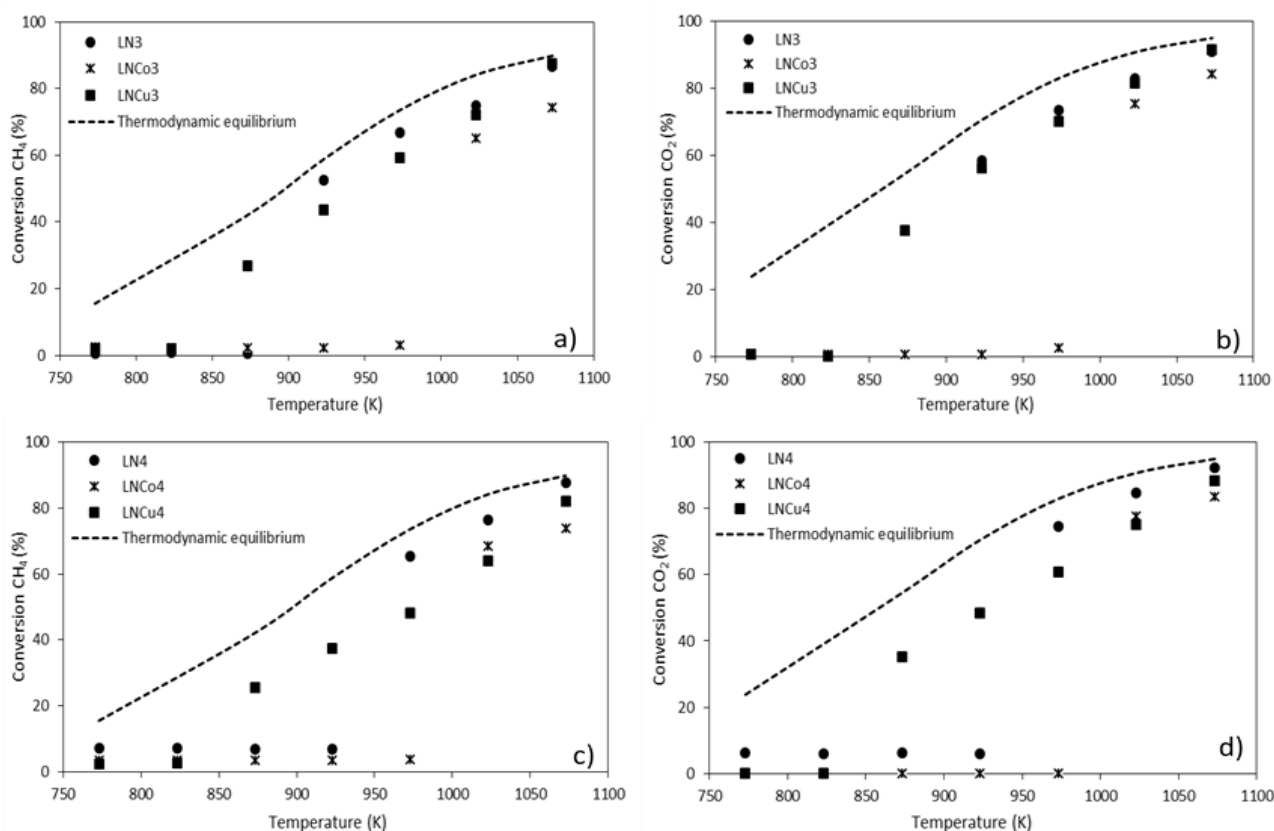 100
80
60
40
20
0
Conversion CH₄ (%)
LN3
LNCo3
LNCu3
Thermodynamic equilibrium
a)
750 800 850 900 950 1000 1050 1100
Temperature (K)
100
80
60
40
20
0
Conversion CO₂ (%)
LN3
LNCo3
LNCu3
Thermodynamic equilibrium
b)
750 800 850 900 950 1000 1050 1100
Temperature (K)
100
80
60
40
20
0
Conversion CH₄ (%)
LN4
LNCo4
LNCu4
Thermodynamic equilibrium
c)
750 800 850 900 950 1000 1050 1100
Temperature (K)
100
80
60
40
20
0
Conversion CO₂ (%)
LN4
LNCo4
LNCu4
Thermodynamic equilibrium
d)
750 800 850 900 950 1000 1050 1100
Temperature (K)